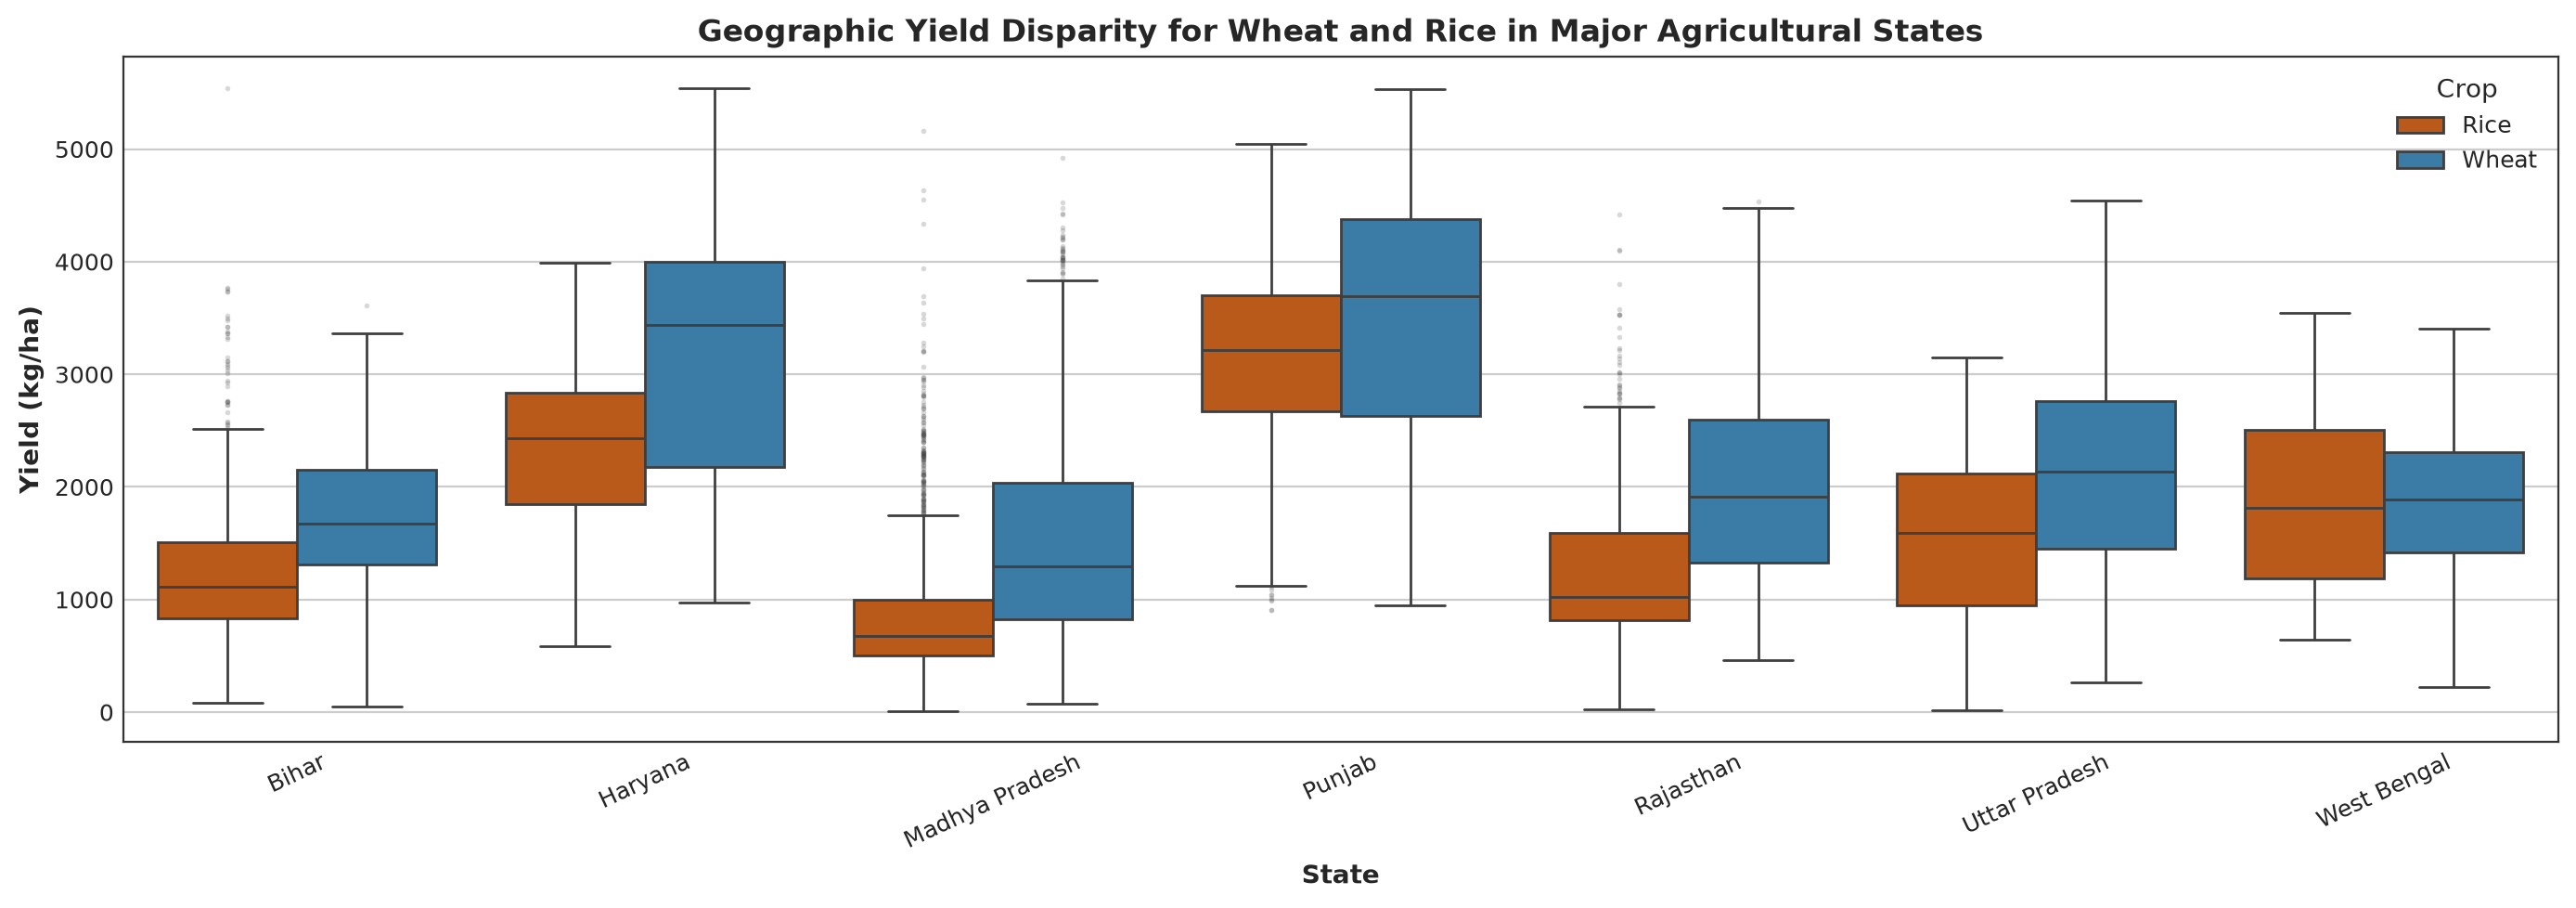 Geographic Yield Disparity for Wheat and Rice in Major Agricultural States
Crop
Rice
Wheat
Yield (kg/ha)
5000
4000
3000
2000
1000
0
Bihar
Haryana
Madhya Pradesh
Punjab
Rajasthan
Uttar Pradesh
West Bengal
State